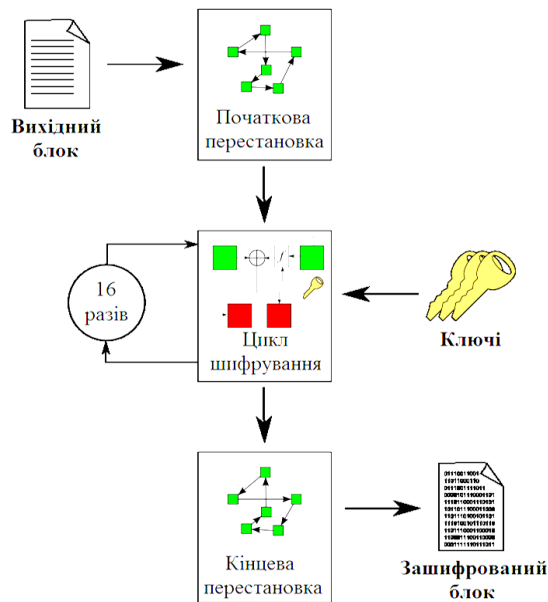 Вихідний
блок
Початкова
перестановка
f
16
разів
Цикл
шифрування
Ключі
Кінцева
перестановка
Зашифрований
блок